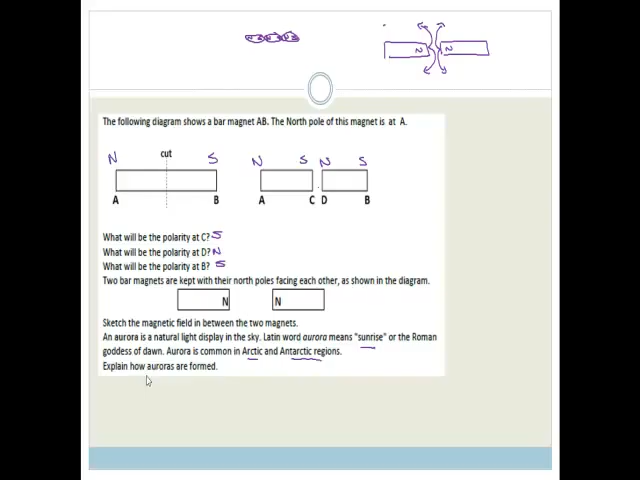 N S N S N S
N N
The following diagram shows a bar magnet AB. The North pole of this magnet is at A.
N cut S N S N S
A B A C D B
What will be the polarity at C? S
What will be the polarity at D? N
What will be the polarity at B? S
Two bar magnets are kept with their north poles facing each other, as shown in the diagram.
N N
Sketch the magnetic field in between the two magnets.
An aurora is a natural light display in the sky. Latin word aurora means "sunrise" or the Roman
goddess of dawn. Aurora is common in Arctic and Antarctic regions.
Explain how auroras are formed.